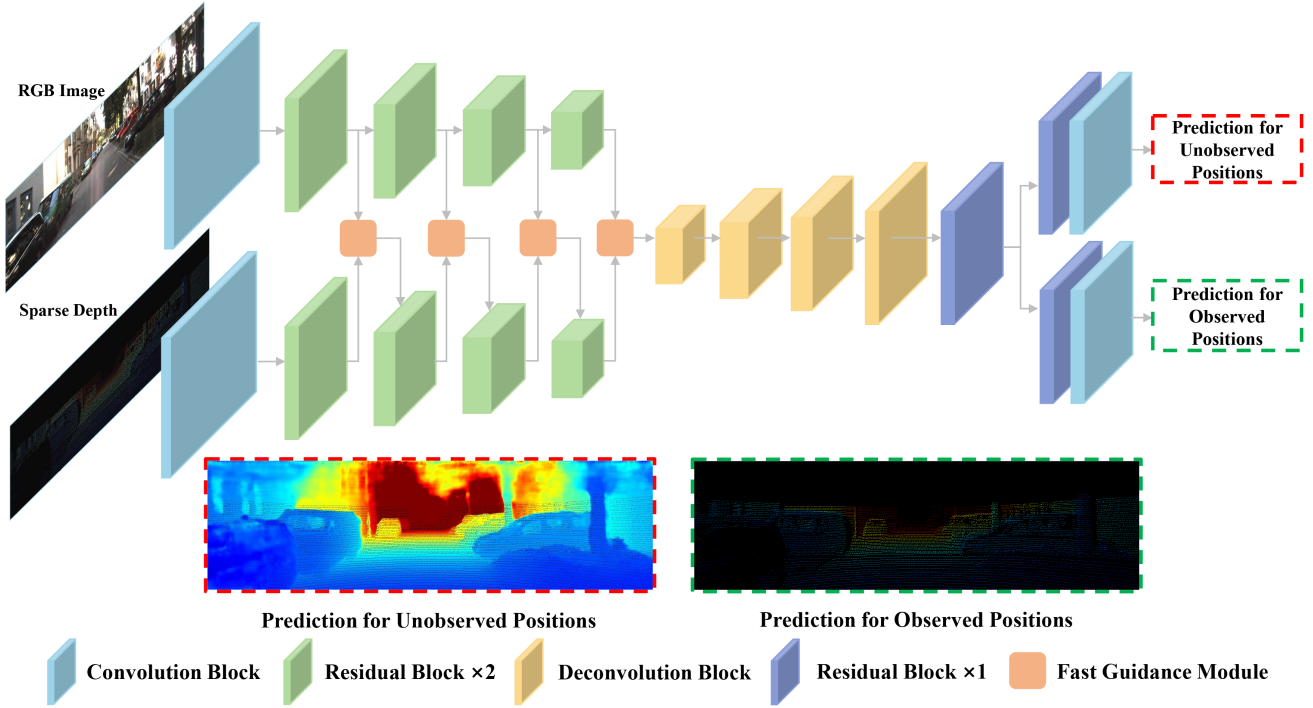 RGB Image
Sparse Depth
Prediction for
Unobserved
Positions
Prediction for
Observed
Positions
Prediction for Unobserved Positions
Prediction for Observed Positions
Convolution Block
Residual Block ×2
Deconvolution Block
Residual Block ×1
Fast Guidance Module